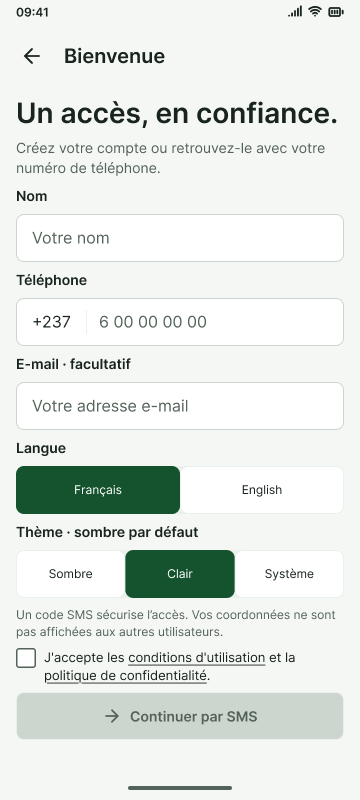 09:41
Bienvenue
Un accès, en confiance.
Créez votre compte ou retrouvez-le avec votre
numéro de téléphone.
Nom
Votre nom
Téléphone
+237 6 00 00 00 00
E-mail · facultatif
Votre adresse e-mail
Langue
Français English
Thème · sombre par défaut
Sombre Clair Système
Un code SMS sécurise l’accès. Vos coordonnées ne sont
pas affichées aux autres utilisateurs.
J'accepte les conditions d'utilisation et la
politique de confidentialité.
Continuer par SMS